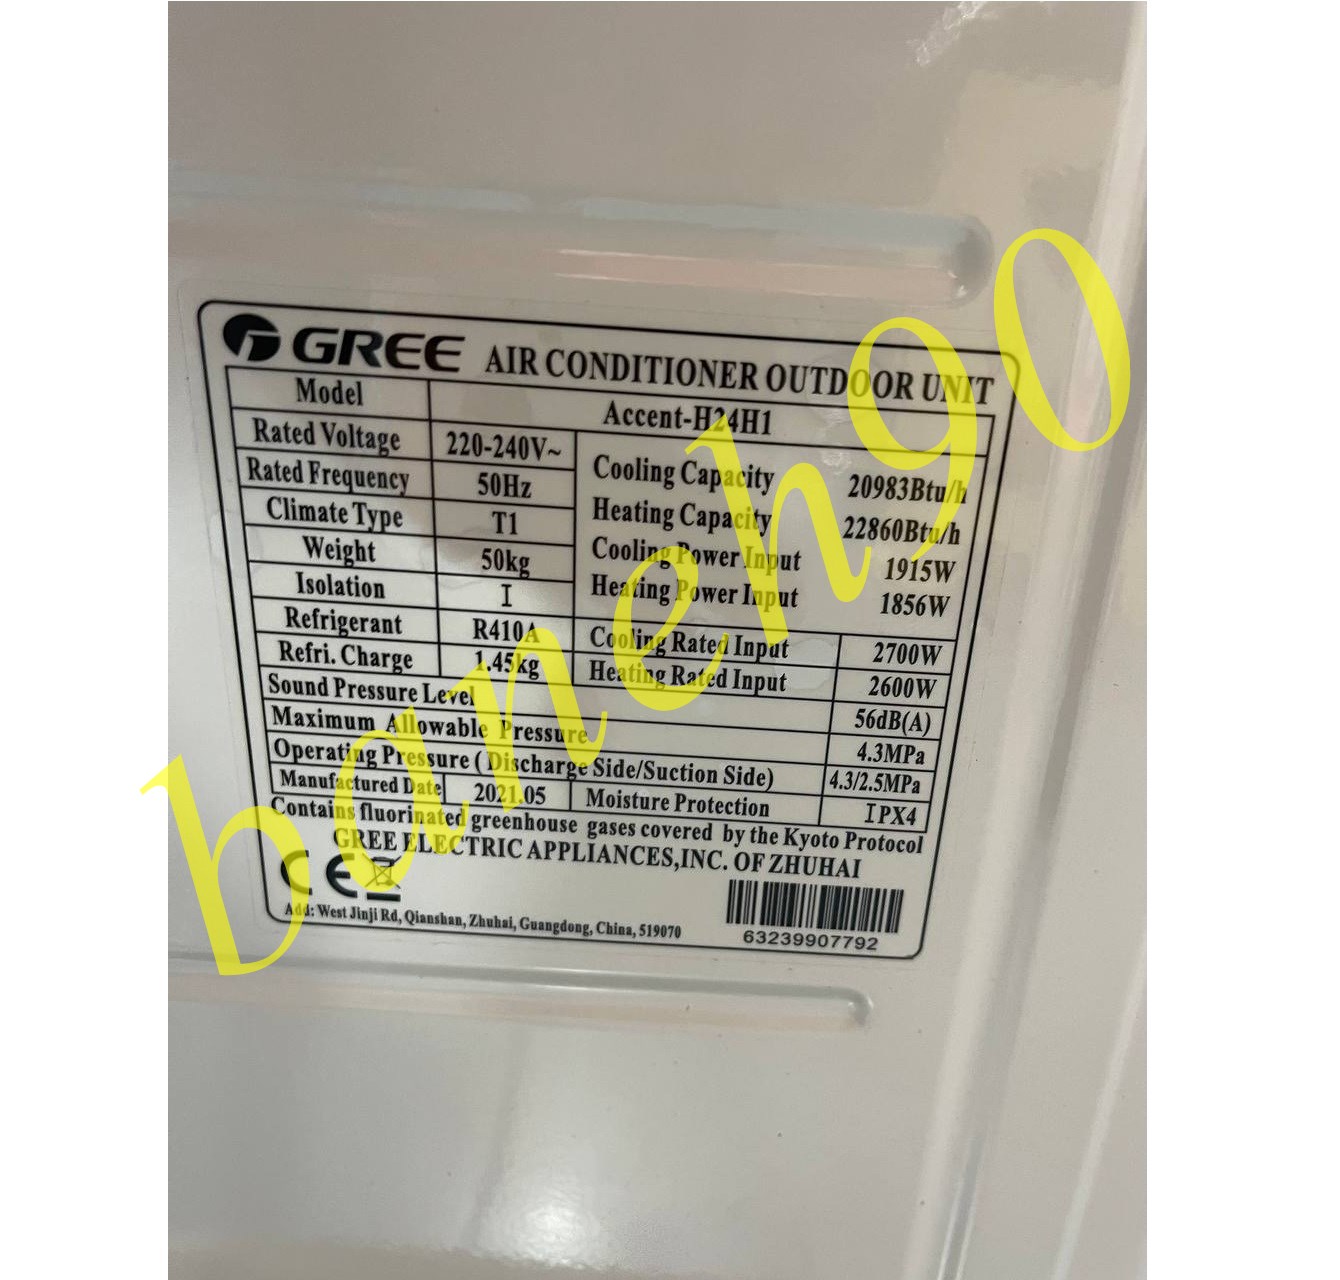 GREE AIR CONDITIONER OUTDOOR UNIT
Model Accent-H24H1
Rated Voltage 220-240V~ Cooling Capacity 20983Btu/h
Rated Frequency 50Hz Heating Capacity 22860Btu/h
Climate Type T1 Cooling Power Input 1915W
Weight 50kg Heating Power Input 1856W
Isolation I
Refrigerant R410A Cooling Rated Input 2700W
Refri. Charge 1.45kg Heating Rated Input 2600W
Sound Pressure Level 56dB(A)
Maximum Allowable Pressure 4.3MPa
Operating Pressure ( Discharge Side/Suction Side) 4.3/2.5MPa
Manufactured Date 2021.05 Moisture Protection IPX4
Contains fluorinated greenhouse gases covered by the Kyoto Protocol
GREE ELECTRIC APPLIANCES,INC. OF ZHUHAI
CE
Add: West Jinji Rd, Qianshan, Zhuhai, Guangdong, China, 519070
63239907792
baneh90